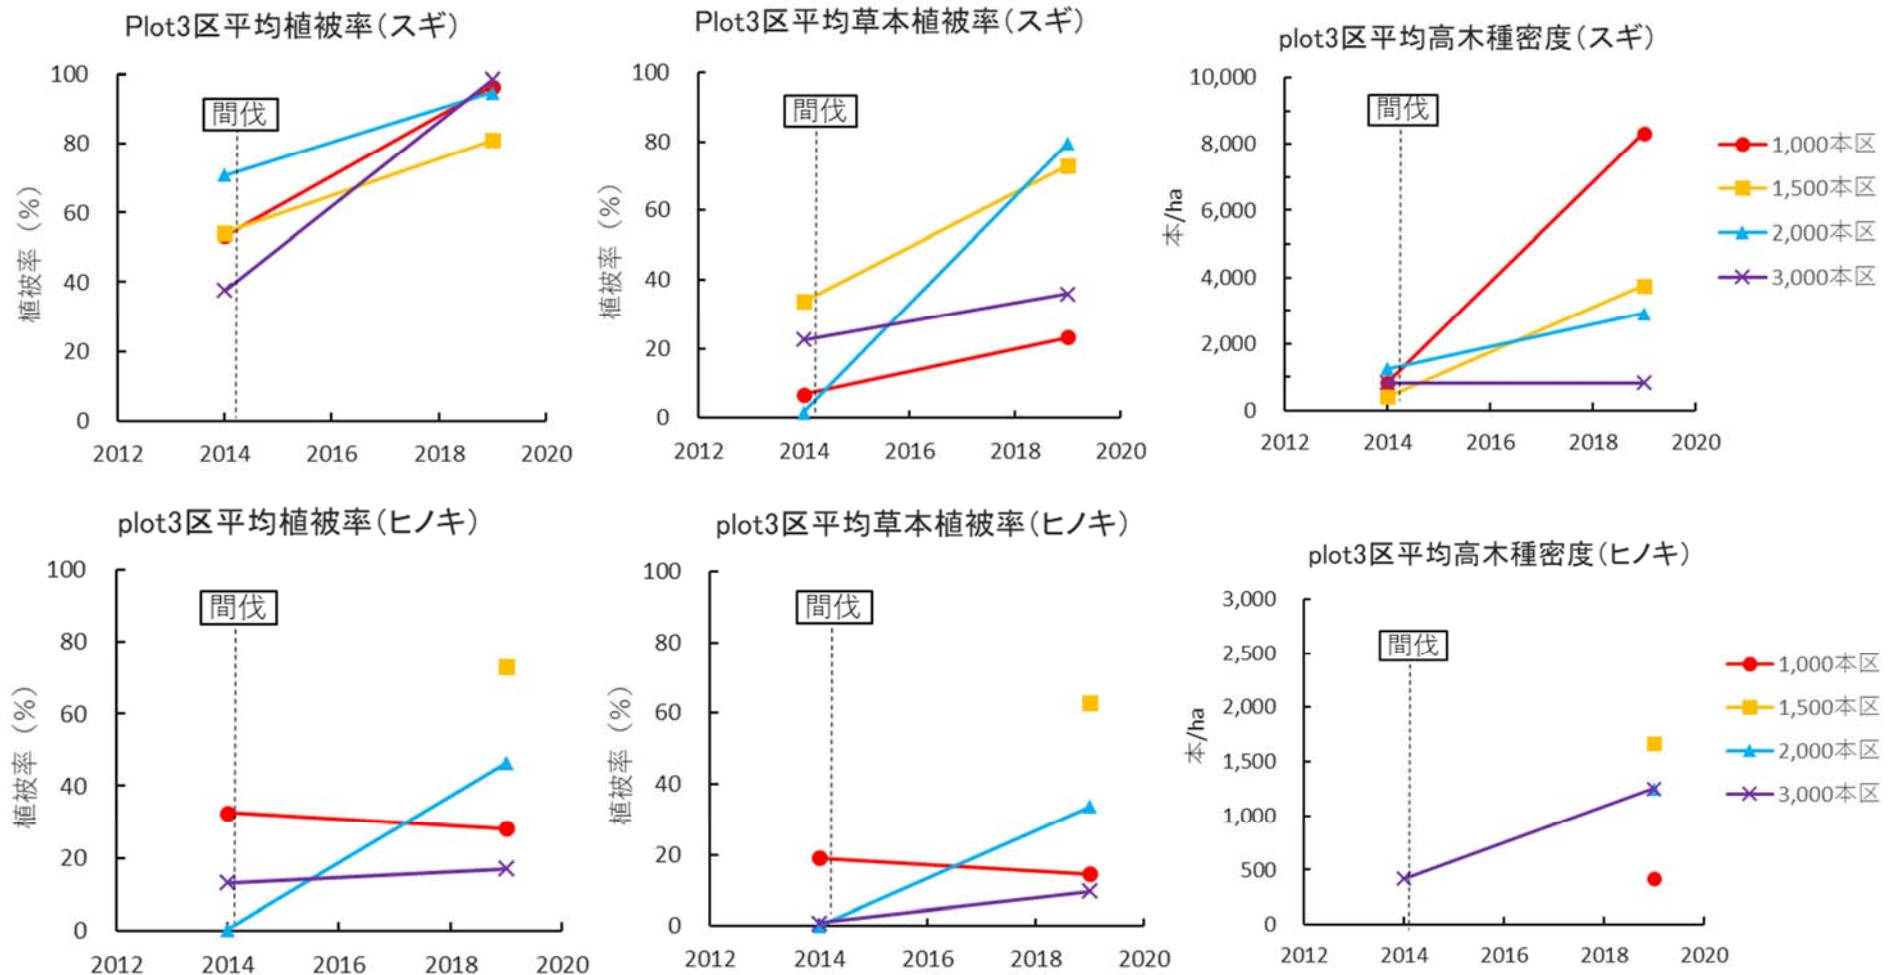 Plot3区平均植被率(スギ)
100
80
60
40
20
0
植被率 (%)
間伐
2012 2014 2016 2018 2020
Plot3区平均草本植被率(スギ)
100
80
60
40
20
0
植被率 (%)
間伐
2012 2014 2016 2018 2020
plot3区平均高木種密度(スギ)
10,000
8,000
6,000
4,000
2,000
0
本/ha
間伐
2012 2014 2016 2018 2020
1,000本区
1,500本区
2,000本区
3,000本区
plot3区平均植被率(ヒノキ)
100
80
60
40
20
0
植被率 (%)
間伐
2012 2014 2016 2018 2020
plot3区平均草本植被率(ヒノキ)
100
80
60
40
20
0
植被率 (%)
間伐
2012 2014 2016 2018 2020
plot3区平均高木種密度(ヒノキ)
3,000
2,500
2,000
1,500
1,000
500
0
本/ha
間伐
2012 2014 2016 2018 2020
1,000本区
1,500本区
2,000本区
3,000本区